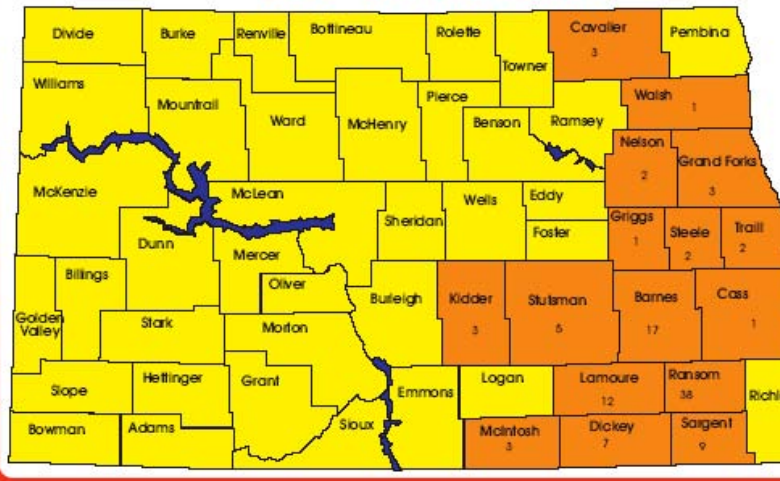 Divide
Burke
Renville
Bottineau
Rolette
Towner
Cavalier
3
Pembina
Williams
Mountrail
Ward
McHenry
Pierce
Benson
Ramsey
Walsh 1
Nelson
2
Grand Forks
3
McKenzie
McLean
Sheridan
Wells
Eddy
Foster
Griggs
1
Steele
2
Traill
2
Dunn
Mercer
Oliver
Billings
Golden
Valley
Stark
Morton
Burleigh
Kidder
3
Stutsman
5
Barnes
17
Cass
1
Slope
Hettinger
Grant
Emmons
Logan
Lamoure
12
Ransom
38
Richl
Bowman
Adams
Sioux
McIntosh
3
Dickey
7
Sargent
9